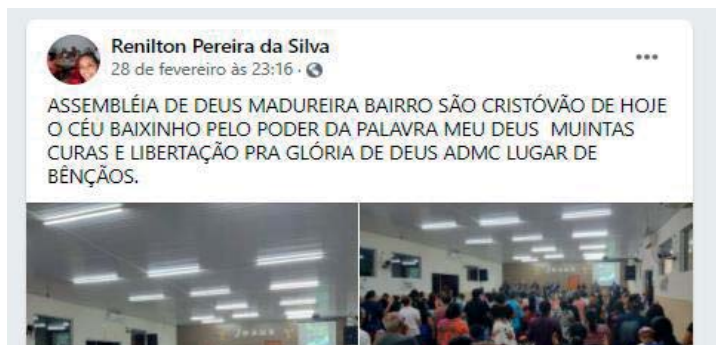 Renilton Pereira da Silva
28 de fevereiro às 23:16 ·
ASSEMBLÉIA DE DEUS MADUREIRA BAIRRO SÃO CRISTÓVÃO DE HOJE
O CÉU BAIXINHO PELO PODER DA PALAVRA MEU DEUS MUINTAS
CURAS E LIBERTAÇÃO PRA GLÓRIA DE DEUS ADMC LUGAR DE
BÊNÇÃOS.
Jesus